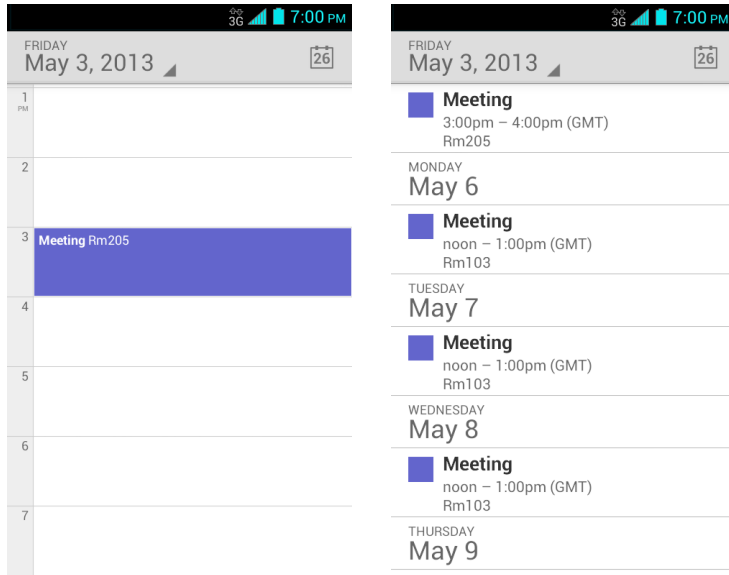 3G 7:00 PM
FRIDAY
May 3, 2013
26
1
PM
2
3 Meeting Rm205
4
5
6
7
3G 7:00 PM
FRIDAY
May 3, 2013
26
Meeting
3:00pm – 4:00pm (GMT)
Rm205
MONDAY
May 6
Meeting
noon – 1:00pm (GMT)
Rm103
TUESDAY
May 7
Meeting
noon – 1:00pm (GMT)
Rm103
WEDNESDAY
May 8
Meeting
noon – 1:00pm (GMT)
Rm103
THURSDAY
May 9